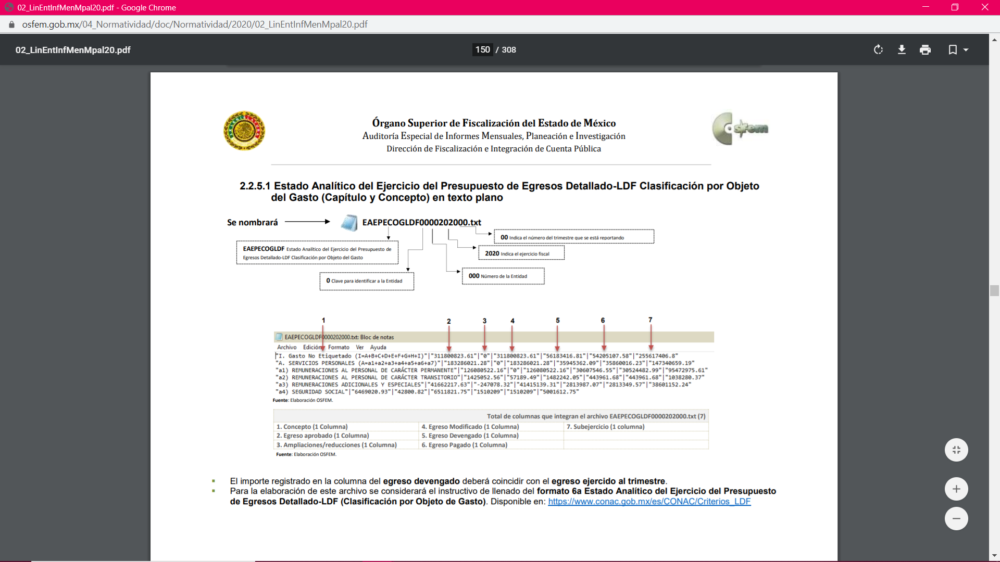 02_LinEntInfMenMpal20.pdf - Google Chrome
osfem.gob.mx/04_Normatividad/doc/Normatividad/2020/02_LinEntInfMenMpal20.pdf
02_LinEntInfMenMpal20.pdf
150 / 308
Órgano Superior de Fiscalización del Estado de México
Auditoría Especial de Informes Mensuales, Planeación e Investigación
Dirección de Fiscalización e Integración de Cuenta Pública
osfem
2.2.5.1 Estado Analítico del Ejercicio del Presupuesto de Egresos Detallado-LDF Clasificación por Objeto
del Gasto (Capítulo y Concepto) en texto plano
Se nombrará
EAEPECOGLDF0000202000.txt
00 Indica el número del trimestre que se está reportando
EAEPECOGLDF Estado Analítico del Ejercicio del Presupuesto de
Egresos Detallado-LDF Clasificación por Objeto del Gasto
2020 Indica el ejercicio fiscal
000 Número de la Entidad
0 Clave para identificar a la Entidad
1 2 3 4 5 6 7
EAEPECOGLDF0000202000.txt: Bloc de notas
Archivo Edición Formato Ver Ayuda
"I. Gasto No Etiquetado (I=A+B+C+D+E+F+G+H+I)"|"311800823.61"|"0"|"311800823.61"|"56183416.81"|"54205107.58"|"255617406.8"
"A. SERVICIOS PERSONALES (A=a1+a2+a3+a4+a5+a6+a7)"|"183286021.28"|"0"|"183286021.28"|"35945362.09"|"35860016.23"|"147340659.19"
"a1) REMUNERACIONES AL PERSONAL DE CARÁCTER PERMANENTE"|"126080522.16"|"0"|"126080522.16"|"30607546.55"|"30524482.99"|"95472975.61"
"a2) REMUNERACIONES AL PERSONAL DE CARÁCTER TRANSITORIO"|"1425052.56"|"57189.49"|"1482242.05"|"443961.68"|"443961.68"|"1038280.37"
"a3) REMUNERACIONES ADICIONALES Y ESPECIALES"|"41662217.63"|"-247078.32"|"41415139.31"|"2813987.07"|"2813349.57"|"38601152.24"
"a4) SEGURIDAD SOCIAL"|"6469020.93"|"42800.82"|"6511821.75"|"1510209"|"1510209"|"5001612.75"
Fuente: Elaboración OSFEM.
Total de columnas que integran el archivo EAEPECOGLDF0000202000.txt (7)
1. Concepto (1 Columna) 4. Egreso Modificado (1 Columna) 7. Subejercicio (1 columna)
2. Egreso aprobado (1 Columna) 5. Egreso Devengado (1 Columna)
3. Ampliaciones/reducciones (1 Columna) 6. Egreso Pagado (1 Columna)
Fuente: Elaboración OSFEM.
▪ El importe registrado en la columna del egreso devengado deberá coincidir con el egreso ejercido al trimestre.
▪ Para la elaboración de este archivo se considerará el instructivo de llenado del formato 6a Estado Analítico del Ejercicio del Presupuesto
de Egresos Detallado-LDF (Clasificación por Objeto de Gasto). Disponible en: https://www.conac.gob.mx/es/CONAC/Criterios_LDF